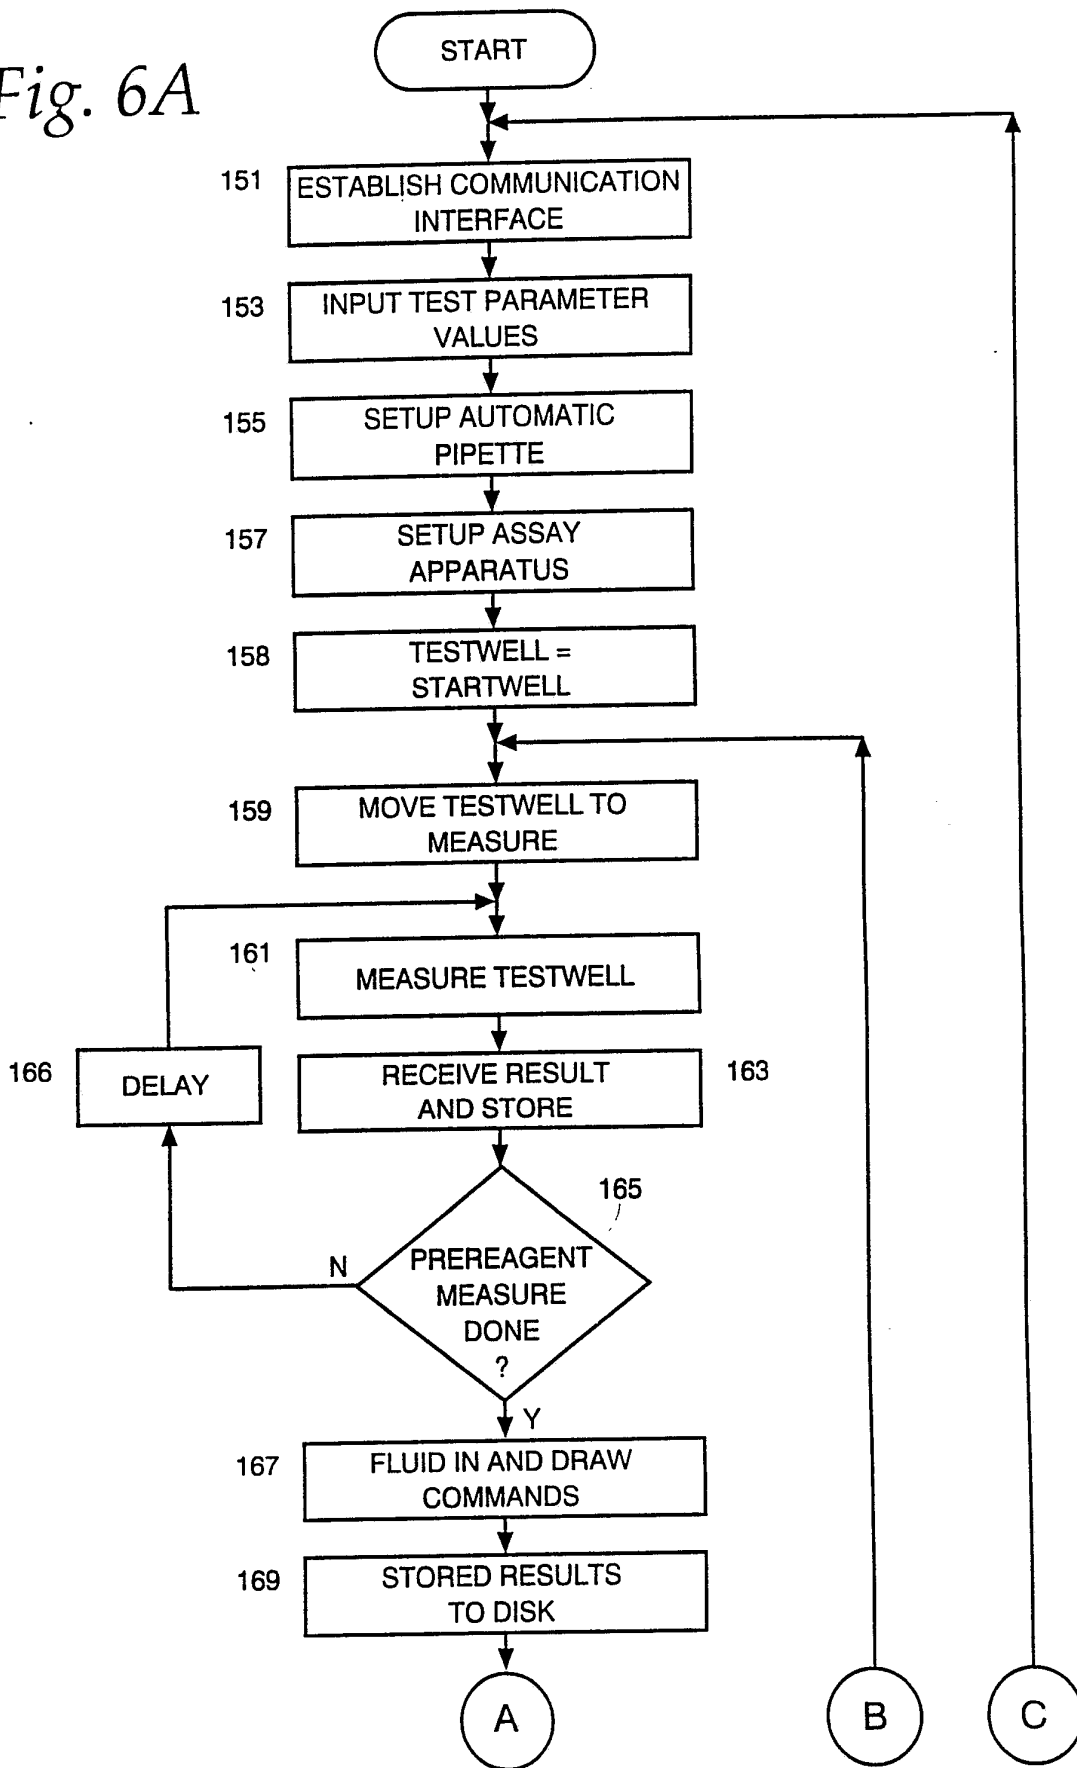 START
Fig. 6A
151
ESTABLISH COMMUNICATION
INTERFACE
153
INPUT TEST PARAMETER
VALUES
155
SETUP AUTOMATIC
PIPETTE
157
SETUP ASSAY
APPARATUS
158
TESTWELL =
STARTWELL
159
MOVE TESTWELL TO
MEASURE
161
MEASURE TESTWELL
166
DELAY
RECEIVE RESULT
AND STORE
163
165
N
PREREAGENT
MEASURE
DONE
?
Y
167
FLUID IN AND DRAW
COMMANDS
169
STORED RESULTS
TO DISK
A
B
C